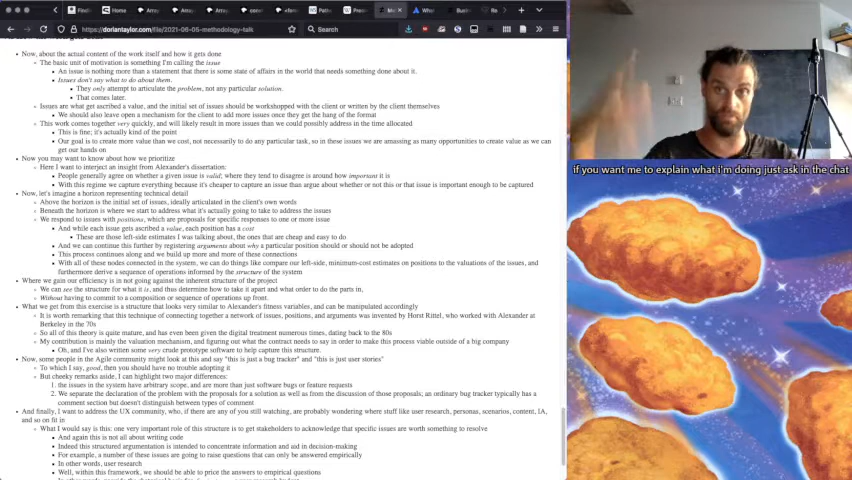 Home
https://doriantaylor.com/file/2021-06-05-methodology-talk
Search
Now, about the actual content of the work itself and how it gets done
The basic unit of motivation is something I'm calling the issue
An issue is nothing more than a statement that there is some state of affairs in the world that needs something done about it.
Issues don't say what to do about them.
They only attempt to articulate the problem, not any particular solution.
That comes later.
Issues are what get ascribed a value, and the initial set of issues should be workshopped with the client or written by the client themselves
We should also leave open a mechanism for the client to add more issues once they get the hang of the format
This work comes together very quickly, and will likely result in more issues than we could possibly address in the time allocated
This is fine; it's actually kind of the point
Our goal is to create more value than we cost, not necessarily to do any particular task, so in these issues we are amassing as many opportunities to create value as we can
get our hands on
Now you may want to know about how we prioritize
Here I want to interject an insight from Alexander's dissertation:
People generally agree on whether a given issue is valid; where they tend to disagree is around how important it is
With this regime we capture everything because it's cheaper to capture an issue than argue about whether or not this or that issue is important enough to be captured
Now, let's imagine a horizon representing technical detail
Above the horizon is the initial set of issues, ideally articulated in the client's own words
Beneath the horizon is where we start to address what it's actually going to take to address the issues
We respond to issues with positions, which are proposals for specific responses to one or more issue
And while each issue gets ascribed a value, each position has a cost
These are those left-side estimates I was talking about, the ones that are cheap and easy to do
And we can continue this further by registering arguments about why a particular position should or should not be adopted
This process continues along and we build up more and more of these connections
With all of these nodes connected in the system, we can do things like compare our left-side, minimum-cost estimates on positions to the valuations of the issues, and
furthermore derive a sequence of operations informed by the structure of the system
Where we gain our efficiency is in not going against the inherent structure of the project
We can see the structure for what it is, and thus determine how to take it apart and what order to do the parts in,
Without having to commit to a composition or sequence of operations up front.
What we get from this exercise is a structure that looks very similar to Alexander's fitness variables, and can be manipulated accordingly
It is worth remarking that this technique of connecting together a network of issues, positions, and arguments was invented by Horst Rittel, who worked with Alexander at
Berkeley in the 70s
So all of this theory is quite mature, and has even been given the digital treatment numerous times, dating back to the 80s
My contribution is mainly the valuation mechanism, and figuring out what the contract needs to say in order to make this process viable outside of a big company
Oh, and I've also written some very crude prototype software to help capture this structure.
Now, some people in the Agile community might look at this and say "this is just a bug tracker" and "this is just user stories"
To which I say, good, then you should have no trouble adopting it
But cheeky remarks aside, I can highlight two major differences:
1. the issues in the system have arbitrary scope, and are more than just software bugs or feature requests
2. We separate the declaration of the problem with the proposals for a solution as well as from the discussion of those proposals; an ordinary bug tracker typically has a
comment section but doesn't distinguish between types of comment.
And finally, I want to address the UX community, who, if there are any of you still watching, are probably wondering where stuff like user research, personas, scenarios, content, IA,
and so on fit in
What I would say is this: one very important role of this structure is to get stakeholders to acknowledge that specific issues are worth something to resolve
And again this is not all about writing code
Indeed this structured argumentation is intended to concentrate information and aid in decision-making
For example, a number of these issues are going to raise questions that can only be answered empirically
In other words, user research
Well, within this framework, we should be able to price the answers to empirical questions
if you want me to explain what i'm doing just ask in the chat